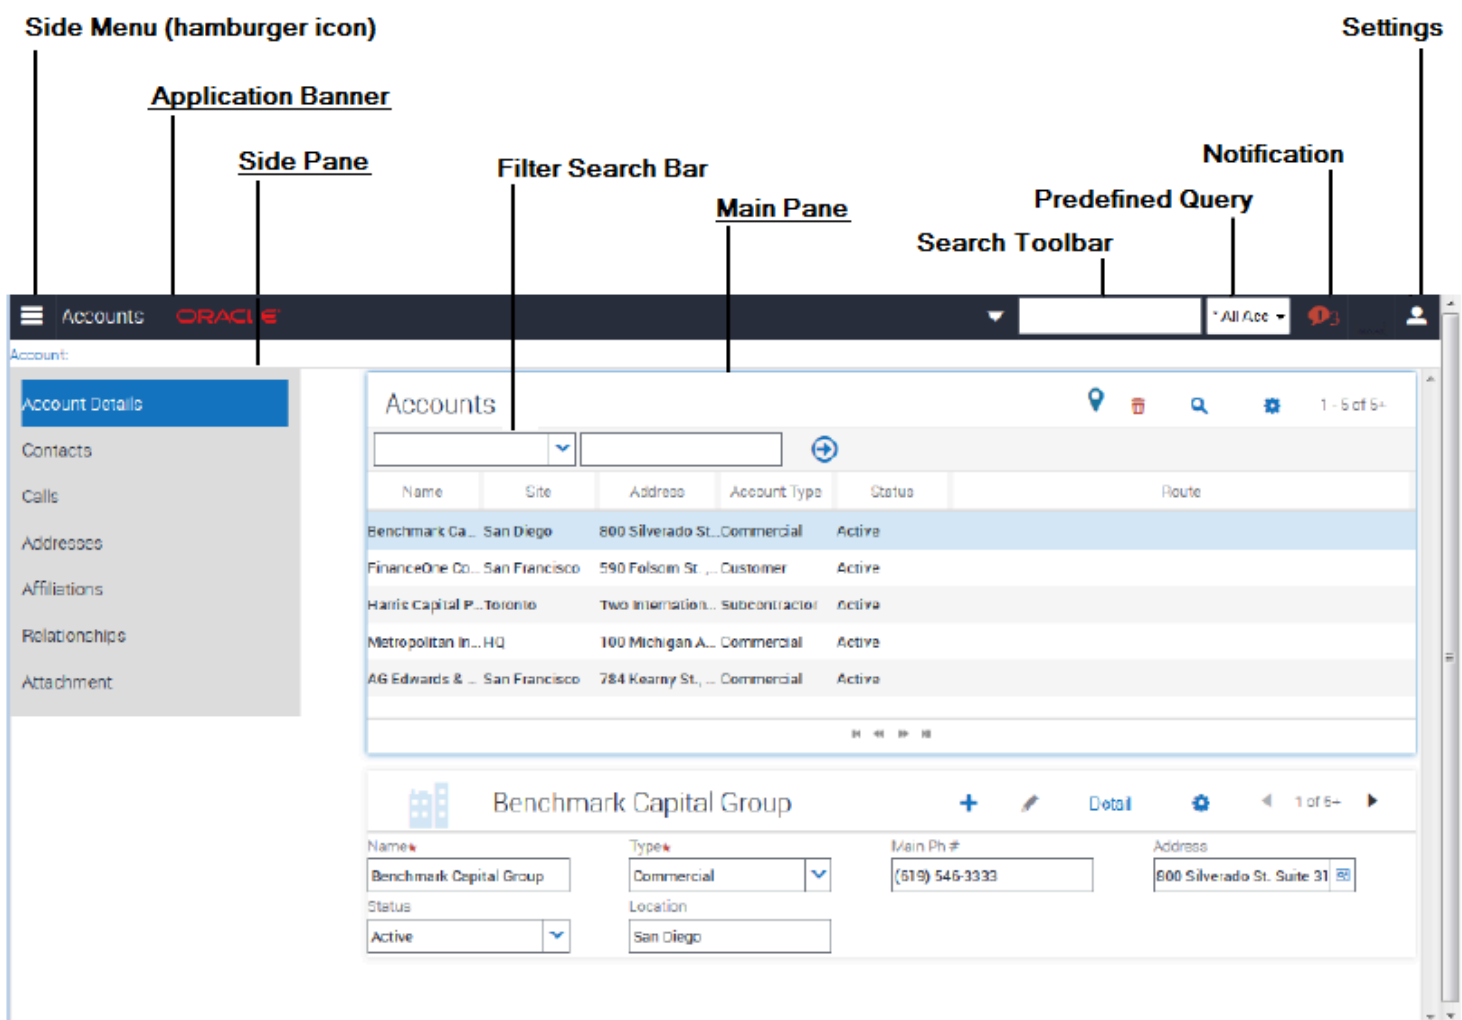 Side Menu (hamburger icon)
Settings
Application Banner
Side Pane
Filter Search Bar
Notification
Main Pane
Predefined Query
Search Toolbar
Accounts ORACLE * All Acc 3
Account:
Account Details
Contacts
Calls
Addresses
Affiliations
Relationships
Attachment
Accounts 1 - 5 of 5+
Name Site Address Account Type Status Route
Benchmark Ca... San Diego 800 Silverado St... Commercial Active
FinanceOne Co... San Francisco 590 Folsom St. ,... Customer Active
Harris Capital P... Toronto Two Internation... Subcontractor Active
Metropolitan In... HQ 100 Michigan A... Commercial Active
AG Edwards & ... San Francisco 784 Kearny St., ... Commercial Active
Benchmark Capital Group Detail 1 of 5+
Name* Type* Main Ph # Address
Benchmark Capital Group Commercial (619) 546-3333 800 Silverado St. Suite 31
Status Location
Active San Diego